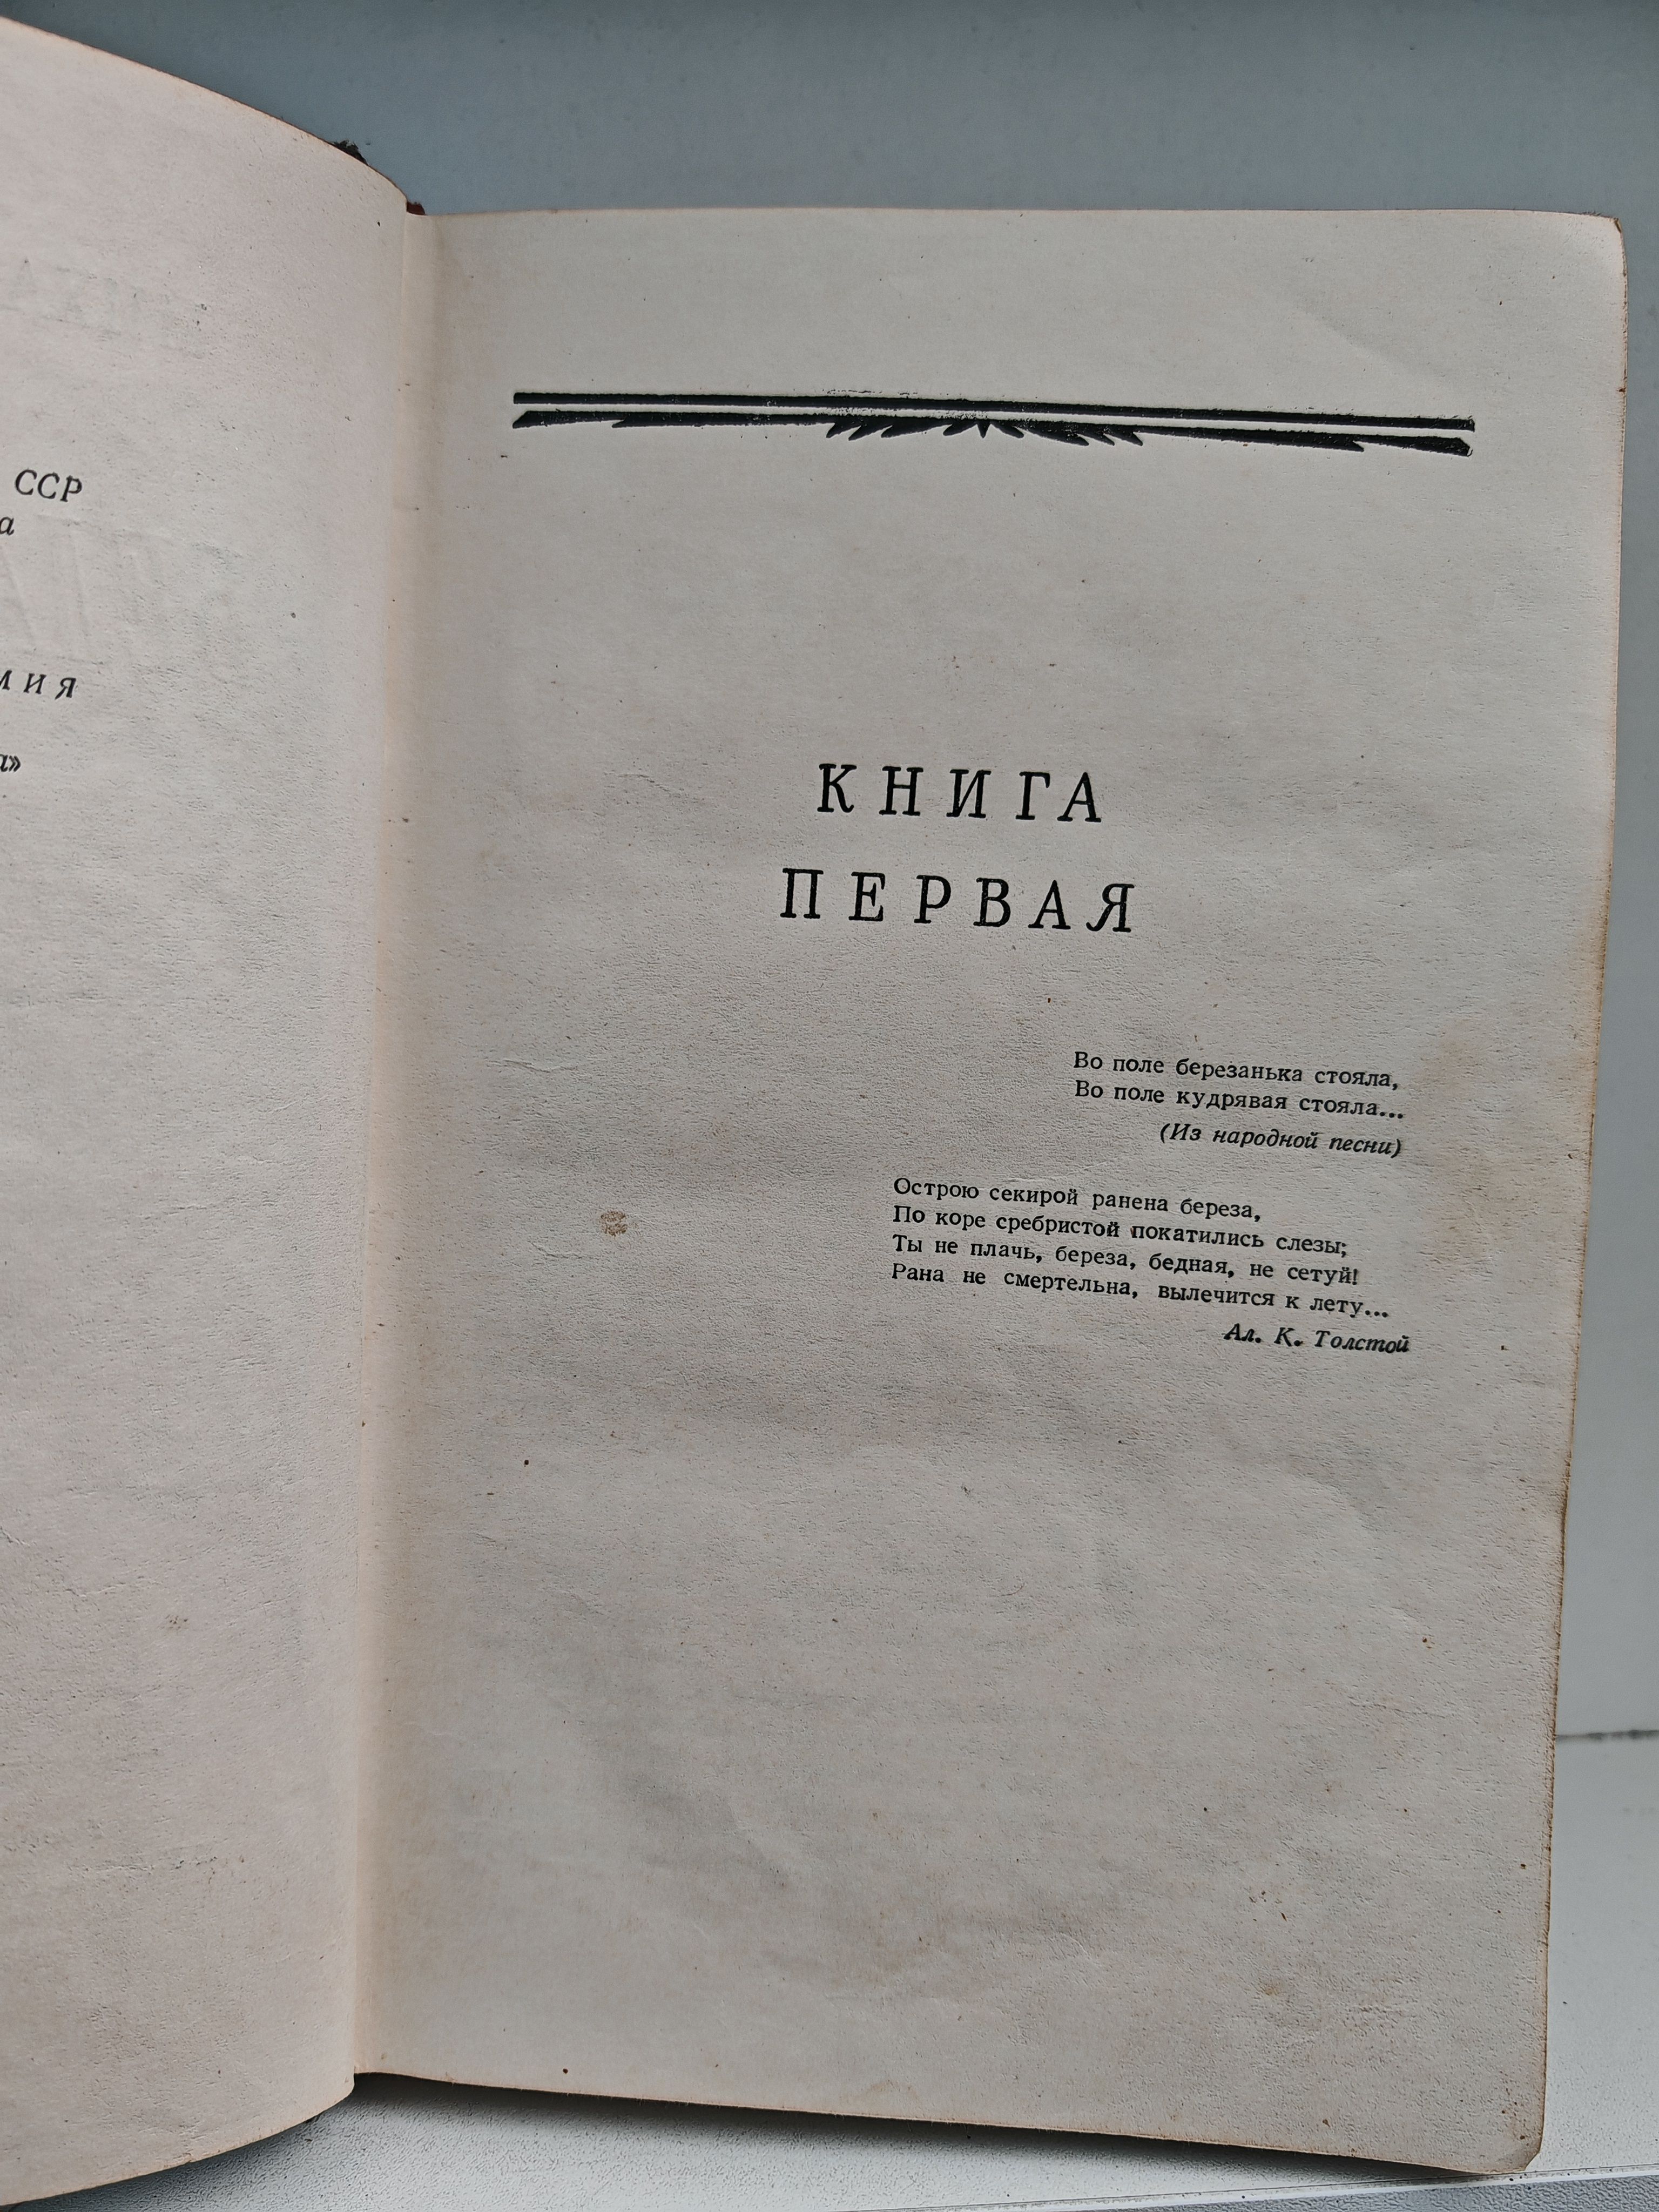 ССР
КНИГА
ПЕРВАЯ
Во поле березанька стояла,
Во поле кудрявая стояла...
(Из народной песни)
Острою секирой ранена береза,
По коре сребристой покатились слезы;
Ты не плачь, береза, бедная, не сетуй!
Рана не смертельна, вылечится к лету...
Ал. К. Толстой